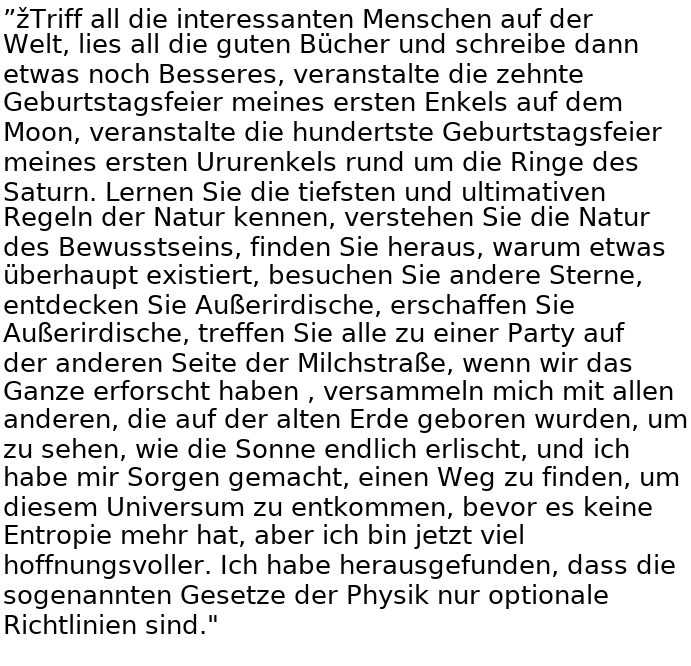 ”žTriff all die interessanten Menschen auf der
Welt, lies all die guten Bücher und schreibe dann
etwas noch Besseres, veranstalte die zehnte
Geburtstagsfeier meines ersten Enkels auf dem
Moon, veranstalte die hundertste Geburtstagsfeier
meines ersten Ururenkels rund um die Ringe des
Saturn. Lernen Sie die tiefsten und ultimativen
Regeln der Natur kennen, verstehen Sie die Natur
des Bewusstseins, finden Sie heraus, warum etwas
überhaupt existiert, besuchen Sie andere Sterne,
entdecken Sie Außerirdische, erschaffen Sie
Außerirdische, treffen Sie alle zu einer Party auf
der anderen Seite der Milchstraße, wenn wir das
Ganze erforscht haben , versammeln mich mit allen
anderen, die auf der alten Erde geboren wurden, um
zu sehen, wie die Sonne endlich erlischt, und ich
habe mir Sorgen gemacht, einen Weg zu finden, um
diesem Universum zu entkommen, bevor es keine
Entropie mehr hat, aber ich bin jetzt viel
hoffnungsvoller. Ich habe herausgefunden, dass die
sogenannten Gesetze der Physik nur optionale
Richtlinien sind."